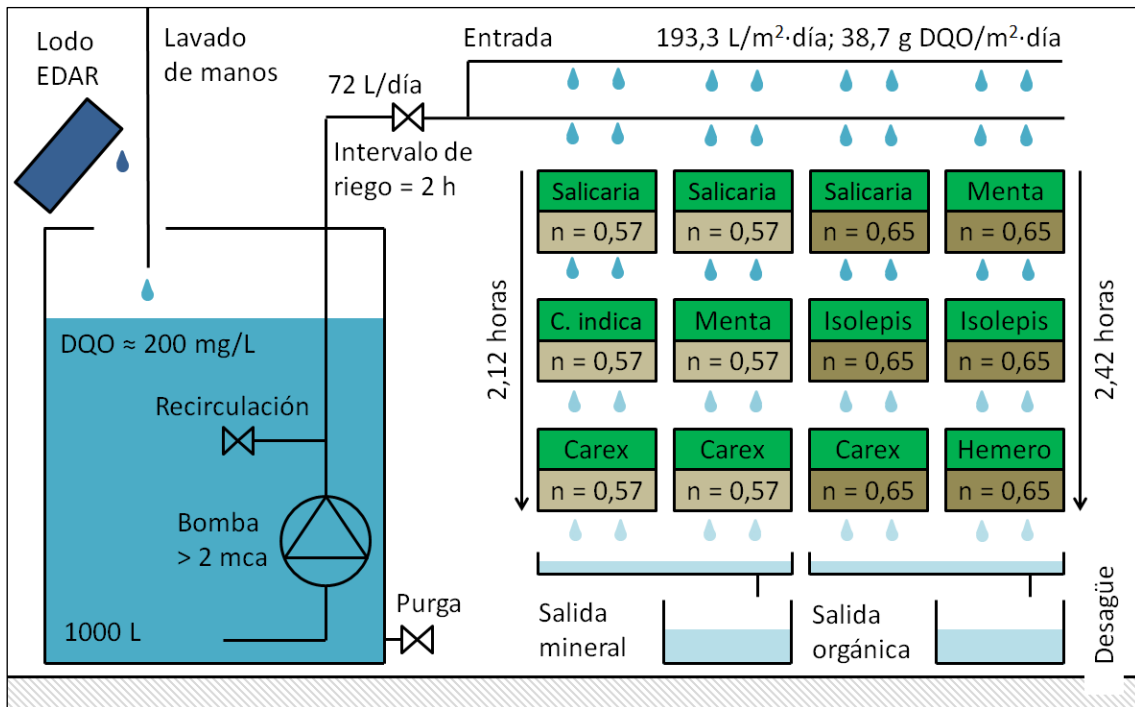 Lodo
EDAR
Lavado
de manos
Entrada
193,3 L/m²·día; 38,7 g DQO/m²·día
72 L/día
Intervalo de
riego = 2 h
DQO ≈ 200 mg/L
Recirculación
Bomba
> 2 mca
1000 L
Purga
2,12 horas
Salicaria
n = 0,57
Salicaria
n = 0,57
Salicaria
n = 0,65
Menta
n = 0,65
C. indica
n = 0,57
Menta
n = 0,57
Isolepis
n = 0,65
Isolepis
n = 0,65
Carex
n = 0,57
Carex
n = 0,57
Carex
n = 0,65
Hemero
n = 0,65
2,42 horas
Salida
mineral
Salida
orgánica
Desagüe